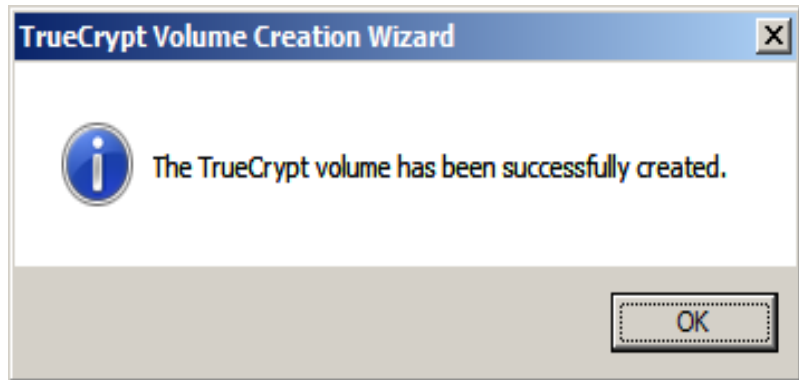 TrueCrypt Volume Creation Wizard
The TrueCrypt volume has been successfully created.
OK